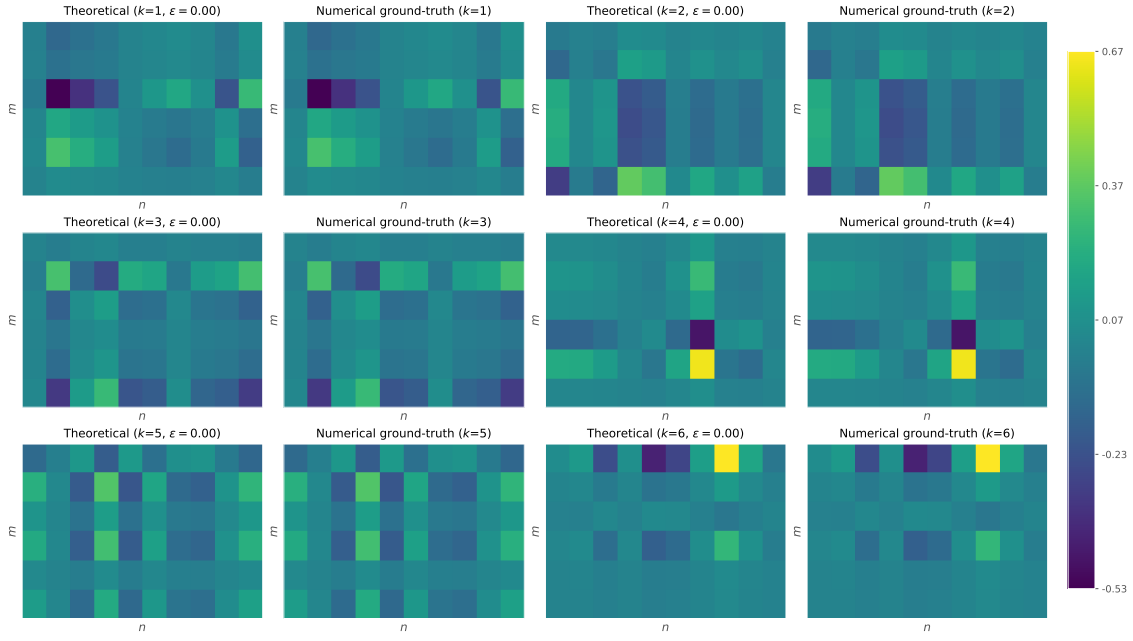 Theoretical (k=1, ε = 0.00)
Numerical ground-truth (k=1)
Theoretical (k=2, ε = 0.00)
Numerical ground-truth (k=2)
m
m
m
m
n
n
n
n
Theoretical (k=3, ε = 0.00)
Numerical ground-truth (k=3)
Theoretical (k=4, ε = 0.00)
Numerical ground-truth (k=4)
m
m
m
m
n
n
n
n
Theoretical (k=5, ε = 0.00)
Numerical ground-truth (k=5)
Theoretical (k=6, ε = 0.00)
Numerical ground-truth (k=6)
m
m
m
m
n
n
n
n
0.67
0.37
0.07
-0.23
-0.53